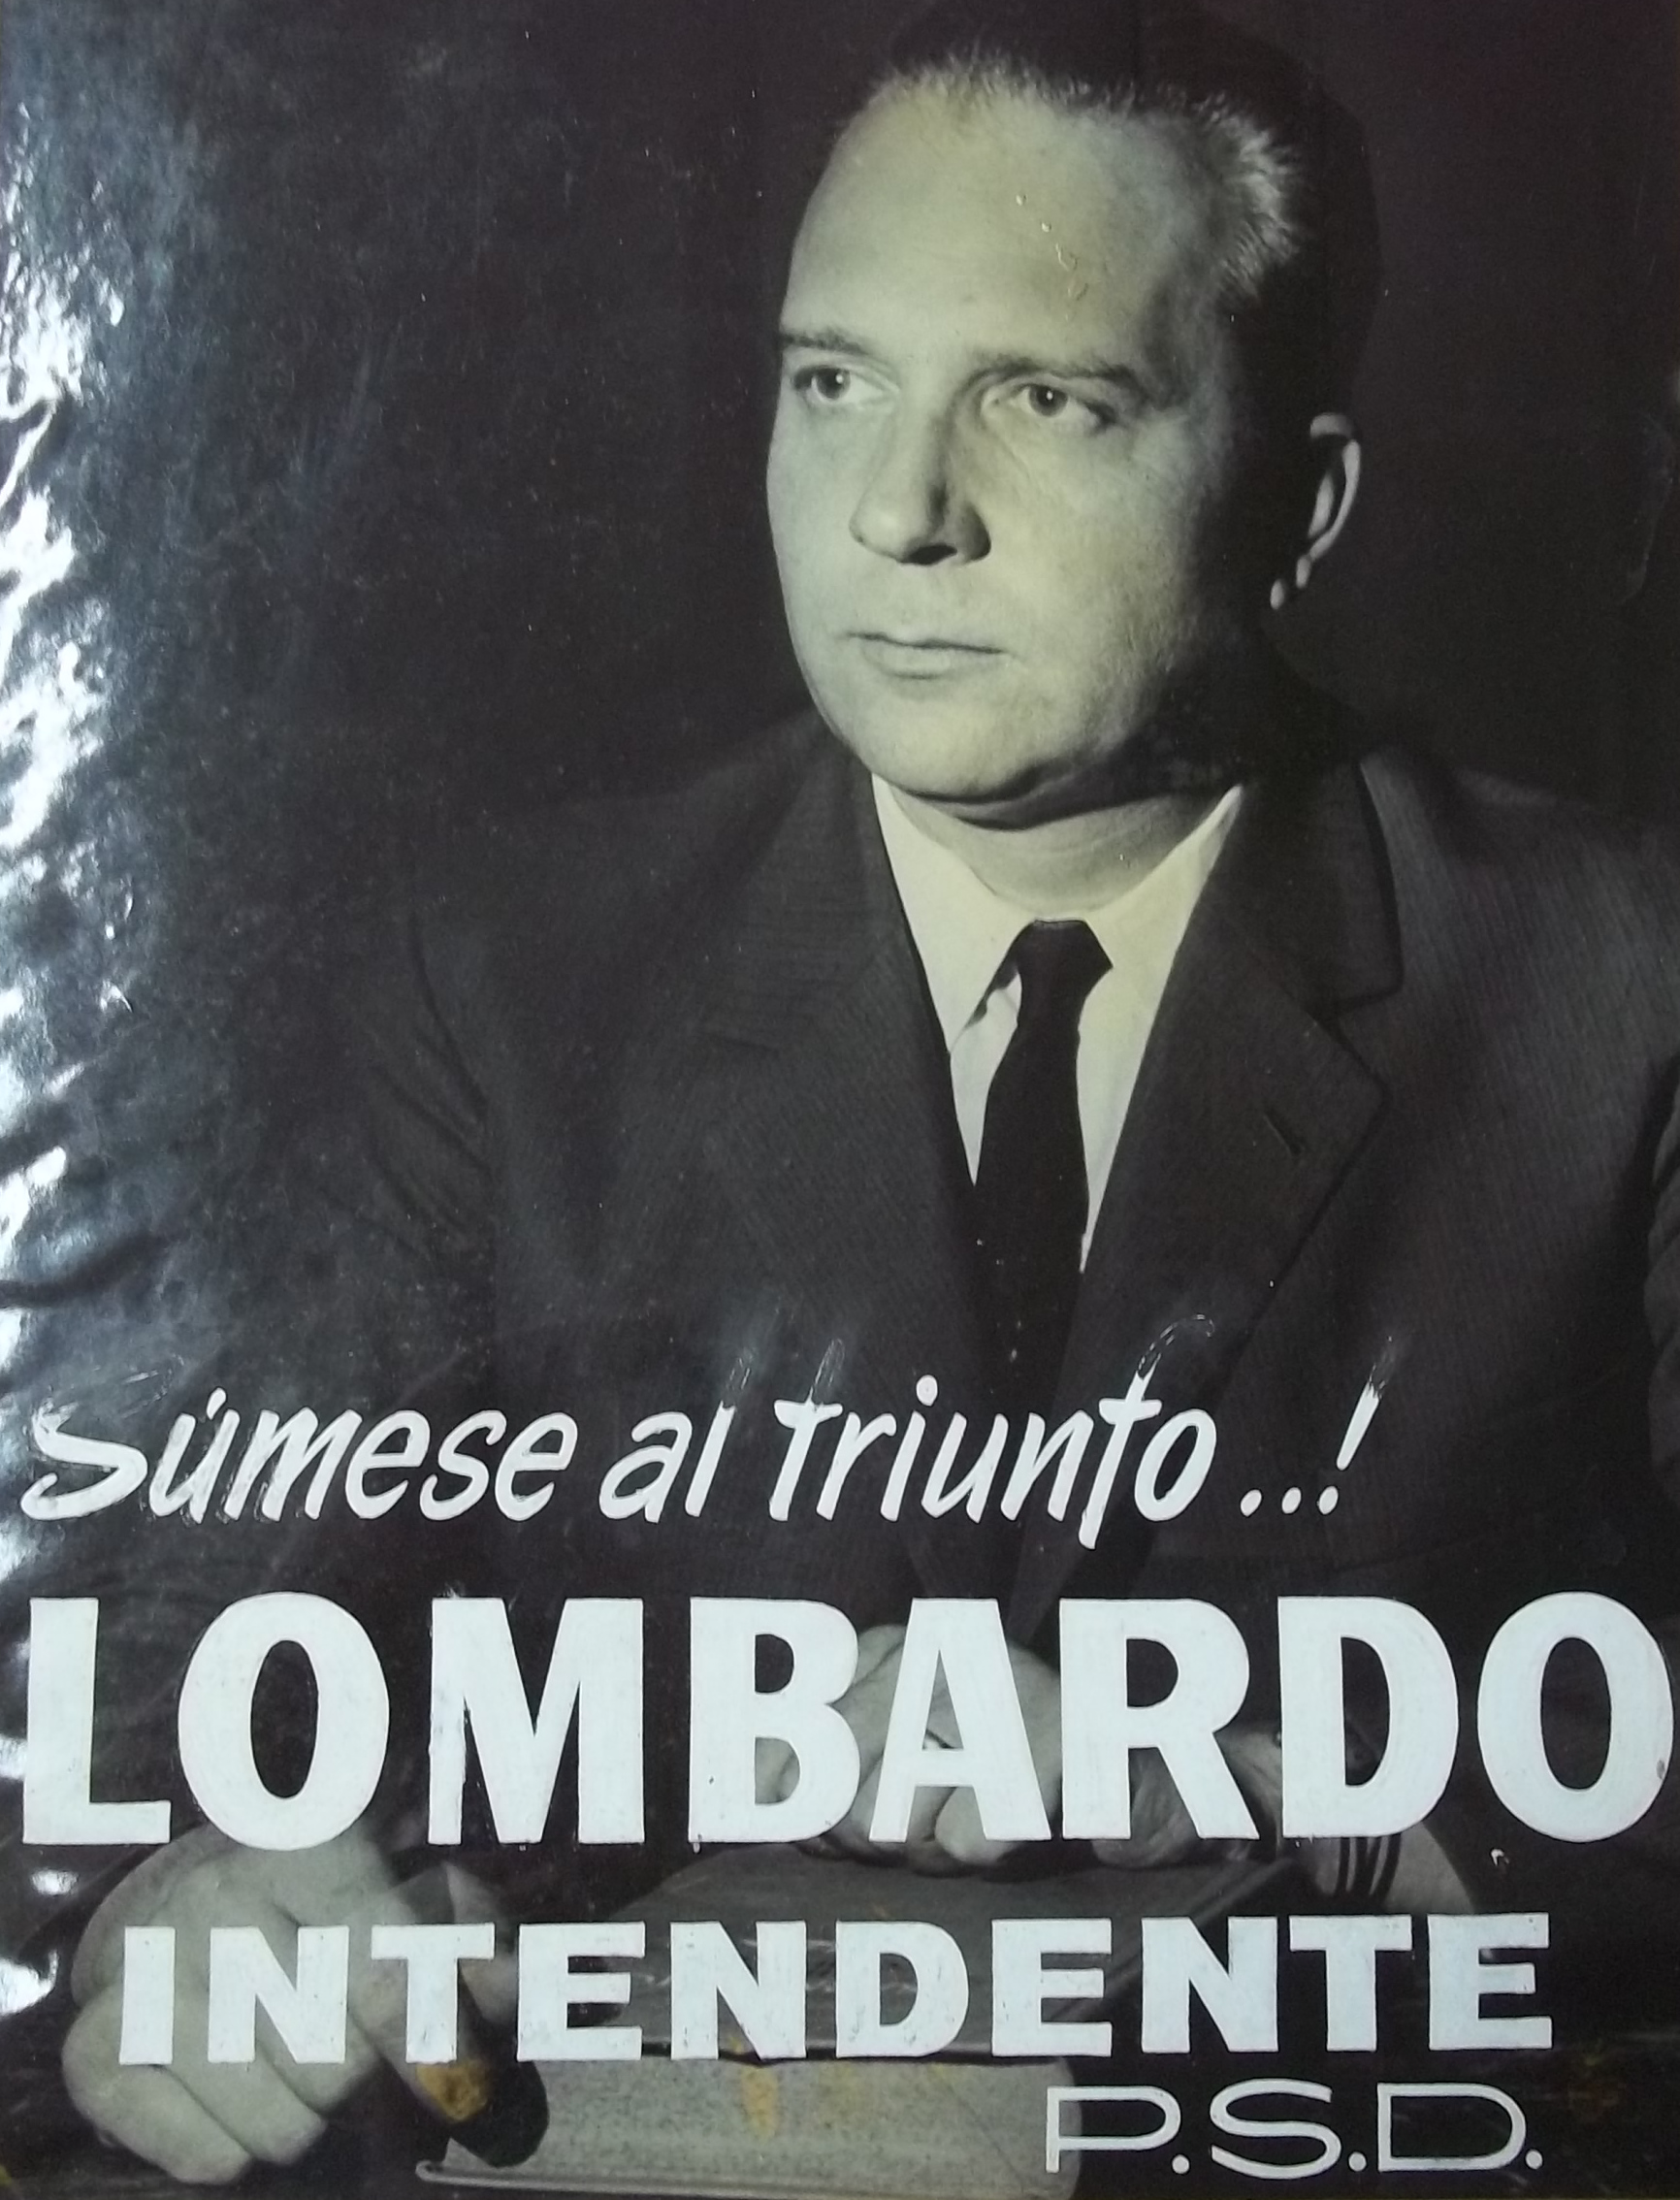 Súmese al triunfo...!
LOMBARDO
INTENDENTE
P.S.D.